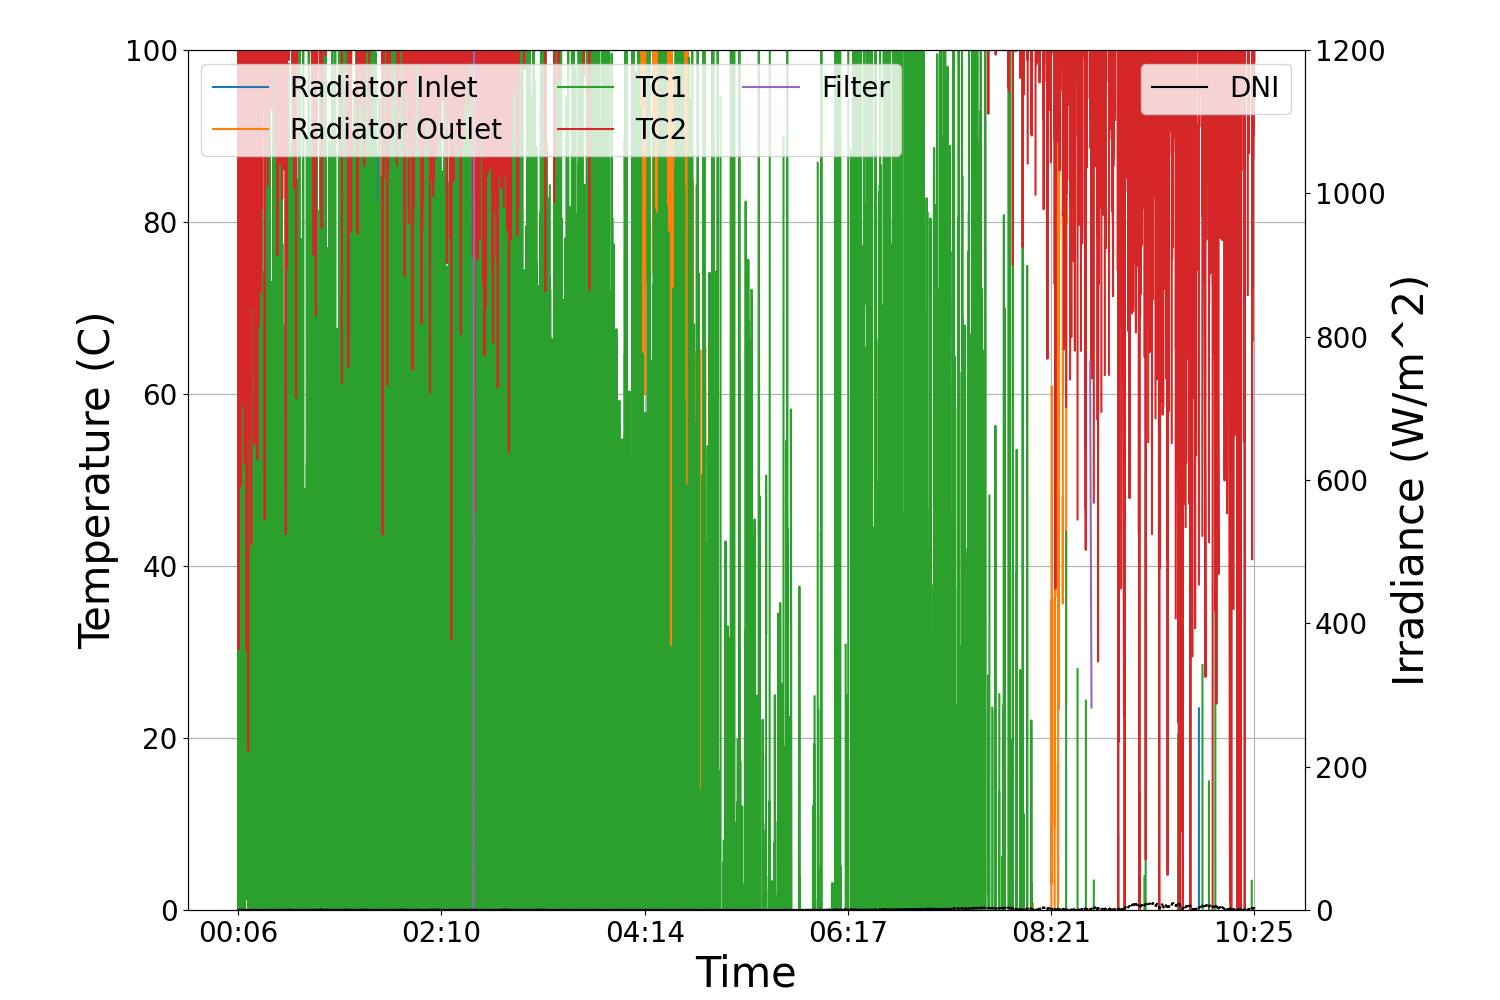 Radiator Inlet
Radiator Outlet
TC1
TC2
Filter
DNI
Temperature (C)
100
80
60
40
20
0
Irradiance (W/m^2)
1200
1000
800
600
400
200
0
00:06 02:10 04:14 06:17 08:21 10:25
Time